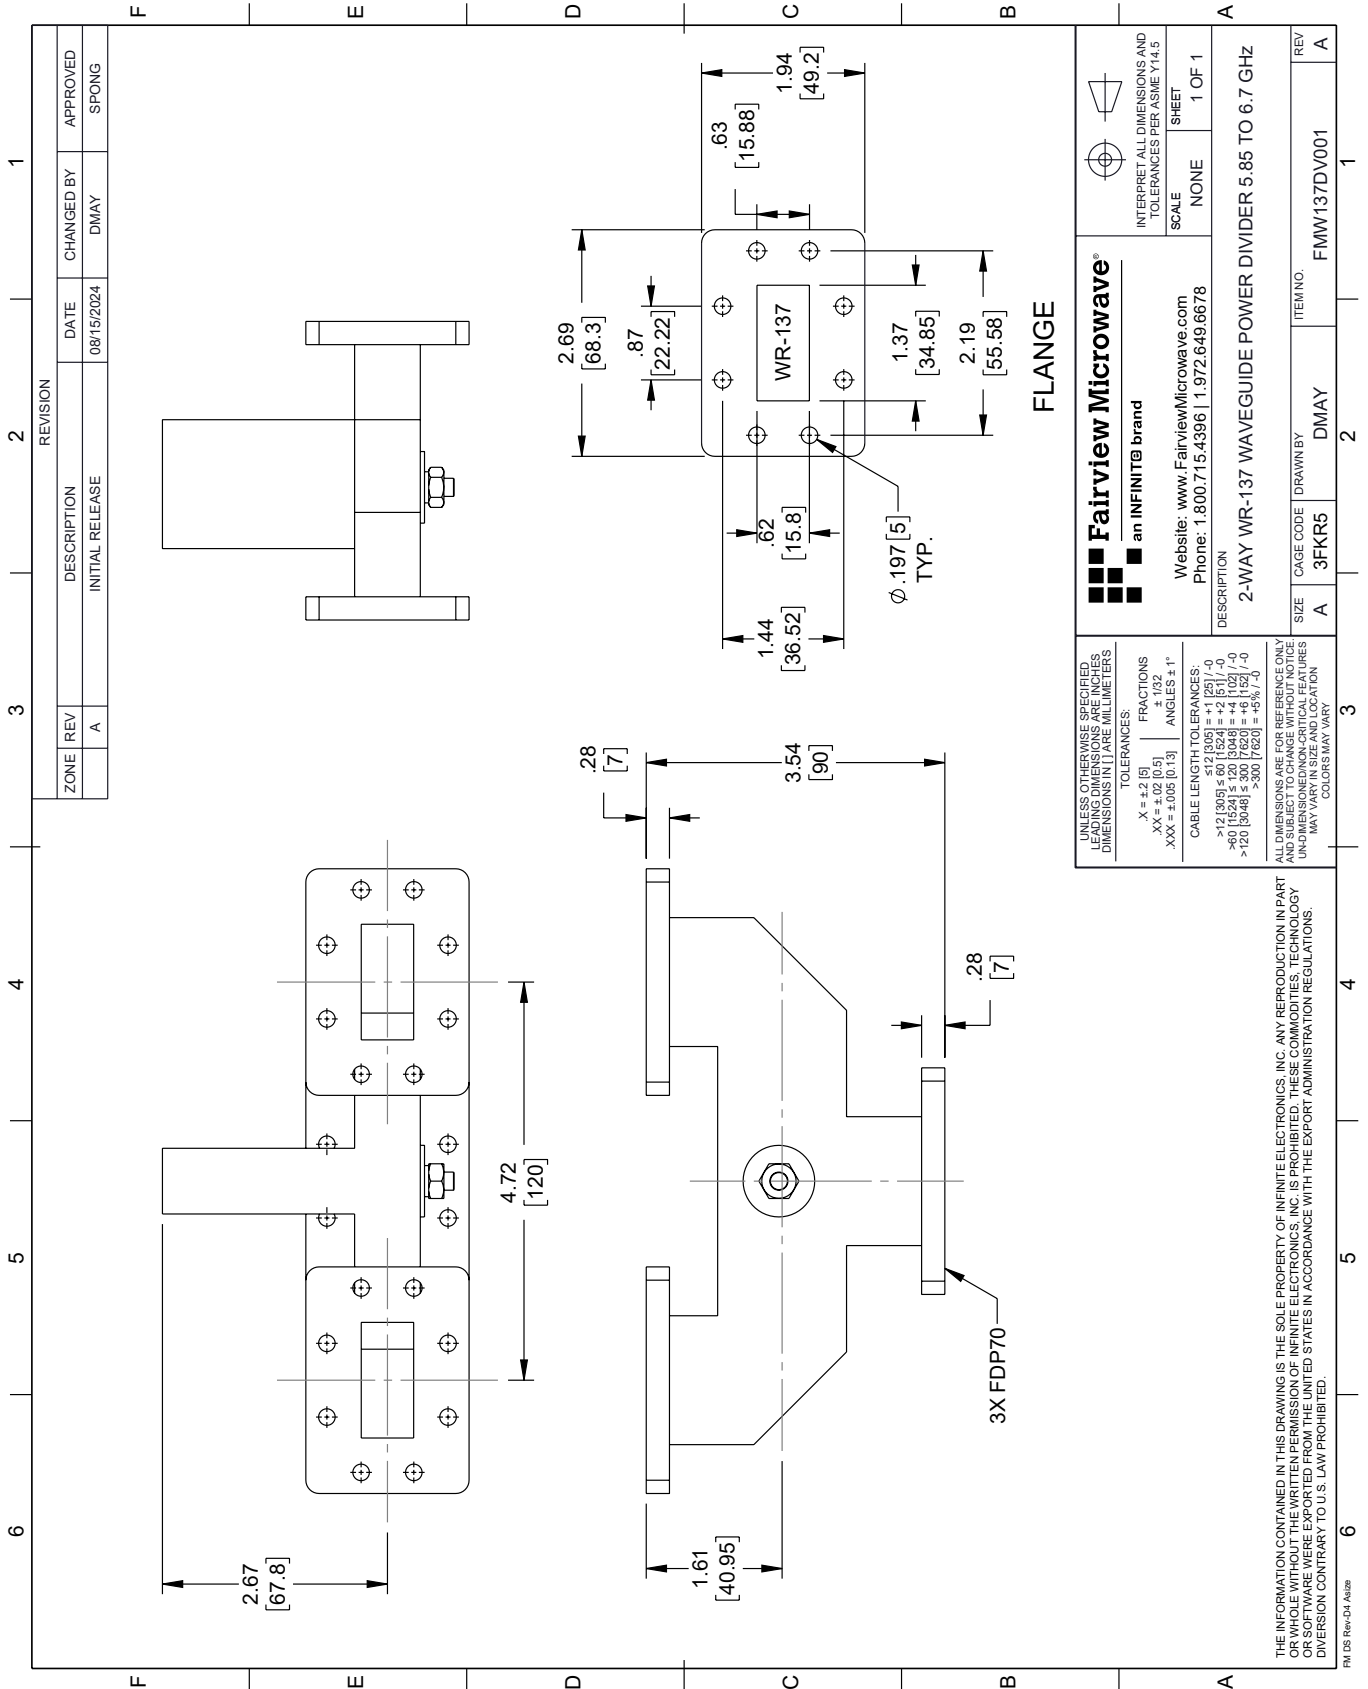 6
5
4
3
2
1
F
E
D
C
B
A
REVISION
ZONE REV DESCRIPTION DATE CHANGED BY APPROVED
A INITIAL RELEASE 08/15/2024 DMAY SPONG
2.67
[67.8]
4.72
[120]
1.61
[40.95]
3X FDP70
.28
[7]
3.54
[90]
.28
[7]
2.69
[68.3]
.87
[22.22]
.63
[15.88]
1.94
[49.2]
WR-137
1.44
[36.52]
.62
[15.8]
Ø .197 [5]
TYP.
1.37
[34.85]
2.19
[55.58]
FLANGE
THE INFORMATION CONTAINED IN THIS DRAWING IS THE SOLE PROPERTY OF INFINITE ELECTRONICS, INC. ANY REPRODUCTION IN PART
OR WHOLE WITHOUT THE WRITTEN PERMISSION OF INFINITE ELECTRONICS, INC. IS PROHIBITED. THESE COMMODITIES, TECHNOLOGY
OR SOFTWARE WERE EXPORTED FROM THE UNITED STATES IN ACCORDANCE WITH THE EXPORT ADMINISTRATION REGULATIONS.
DIVERSION CONTRARY TO U.S. LAW PROHIBITED.
UNLESS OTHERWISE SPECIFIED
LEADING DIMENSIONS ARE INCHES
DIMENSIONS IN [ ] ARE MILLIMETERS
TOLERANCES:
.X = ±.2 [5]
.XX = ±.02 [0.5]
.XXX = ±.005 [0.13]
FRACTIONS
± 1/32
ANGLES ± 1°
CABLE LENGTH TOLERANCES:
≤12 [305] = +1 [25] / -0
>12 [305] ≤ 60 [1524] = +2 [51] / -0
>60 [1524] ≤ 120 [3048] = +4 [102] / -0
>120 [3048] ≤ 300 [7620] = +6 [152] / -0
>300 [7620] = +5% / -0
ALL DIMENSIONS ARE FOR REFERENCE ONLY
AND SUBJECT TO CHANGE WITHOUT NOTICE.
UN-DIMENSIONED/NON-CRITICAL FEATURES
MAY VARY IN SIZE AND LOCATION
COLORS MAY VARY
Fairview Microwave®
an INFINIT@ brand
Website: www.FairviewMicrowave.com
Phone: 1.800.715.4396 | 1.972.649.6678
INTERPRET ALL DIMENSIONS AND
TOLERANCES PER ASME Y14.5
SCALE
NONE
SHEET
1 OF 1
DESCRIPTION
2-WAY WR-137 WAVEGUIDE POWER DIVIDER 5.85 TO 6.7 GHz
SIZE
A
CAGE CODE
3FKR5
DRAWN BY
DMAY
ITEM NO.
FMW137DV001
REV
A
F
E
D
C
B
A
6
5
4
3
2
1
FM DS Rev-D4 Asize